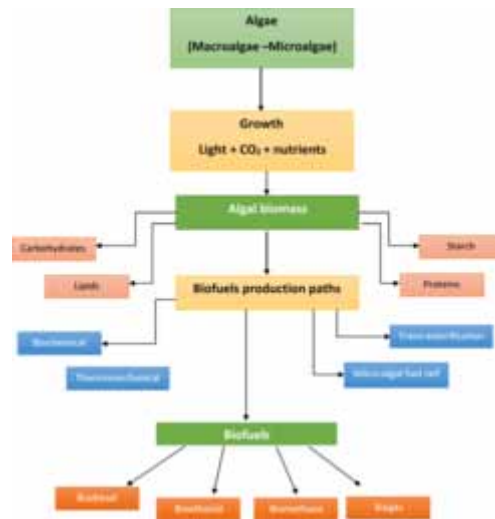 Algae
(Macroalgae –Microalgae)
Growth
Light + CO₂ + nutrients
Algal biomass
Carbohydrates
Starch
Lipids
Proteins
Biofuels production paths
Biochemical
Transesterification
Thermochemical
Microalgal fuel cell
Biofuels
Biodiesel
Bioethanol
Biomethane